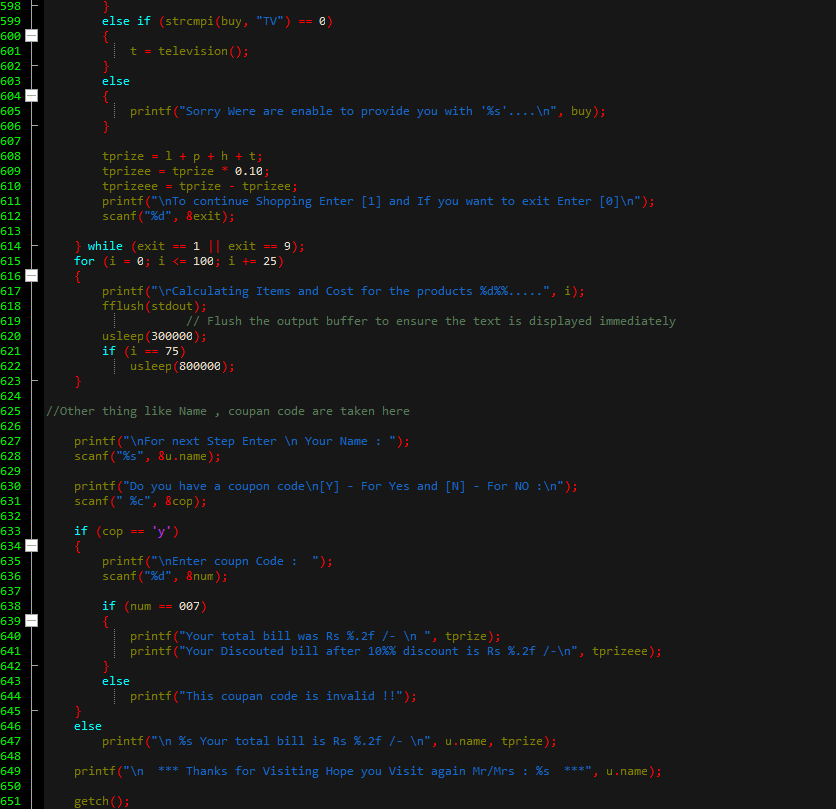 598 }
599 else if (strcmpi(buy, "TV") == 0)
600 {
601 t = television();
602 }
603 else
604 {
605 printf("Sorry Were are enable to provide you with '%s'....\n", buy);
606 }
607
608 tprize = l + p + h + t;
609 tprizee = tprize * 0.10;
610 tprizeee = tprize - tprizee;
611 printf("\nTo continue Shopping Enter [1] and If you want to exit Enter [0]\n");
612 scanf("%d", &exit);
613
614 } while (exit == 1 || exit == 9);
615 for (i = 0; i <= 100; i += 25)
616 {
617 printf("\rCalculating Items and Cost for the products %d%%.....", i);
618 fflush(stdout);
619 // Flush the output buffer to ensure the text is displayed immediately
620 usleep(300000);
621 if (i == 75)
622 usleep(800000);
623 }
624
625 //Other thing like Name , coupan code are taken here
626
627 printf("\nFor next Step Enter \n Your Name : ");
628 scanf("%s", &u.name);
629
630 printf("Do you have a coupon code\n[Y] - For Yes and [N] - For NO :\n");
631 scanf(" %c", &cop);
632
633 if (cop == 'y')
634 {
635 printf("\nEnter coupn Code :  ");
636 scanf("%d", &num);
637
638 if (num == 007)
639 {
640 printf("Your total bill was Rs %.2f /- \n ", tprize);
641 printf("Your Discouted bill after 10%% discount is Rs %.2f /-\n", tprizeee);
642 }
643 else
644 printf("This coupan code is invalid !!");
645 }
646 else
647 printf("\n %s Your total bill is Rs %.2f /- \n", u.name, tprize);
648
649 printf("\n  *** Thanks for Visiting Hope you Visit again Mr/Mrs : %s  ***", u.name);
650
651 getch();